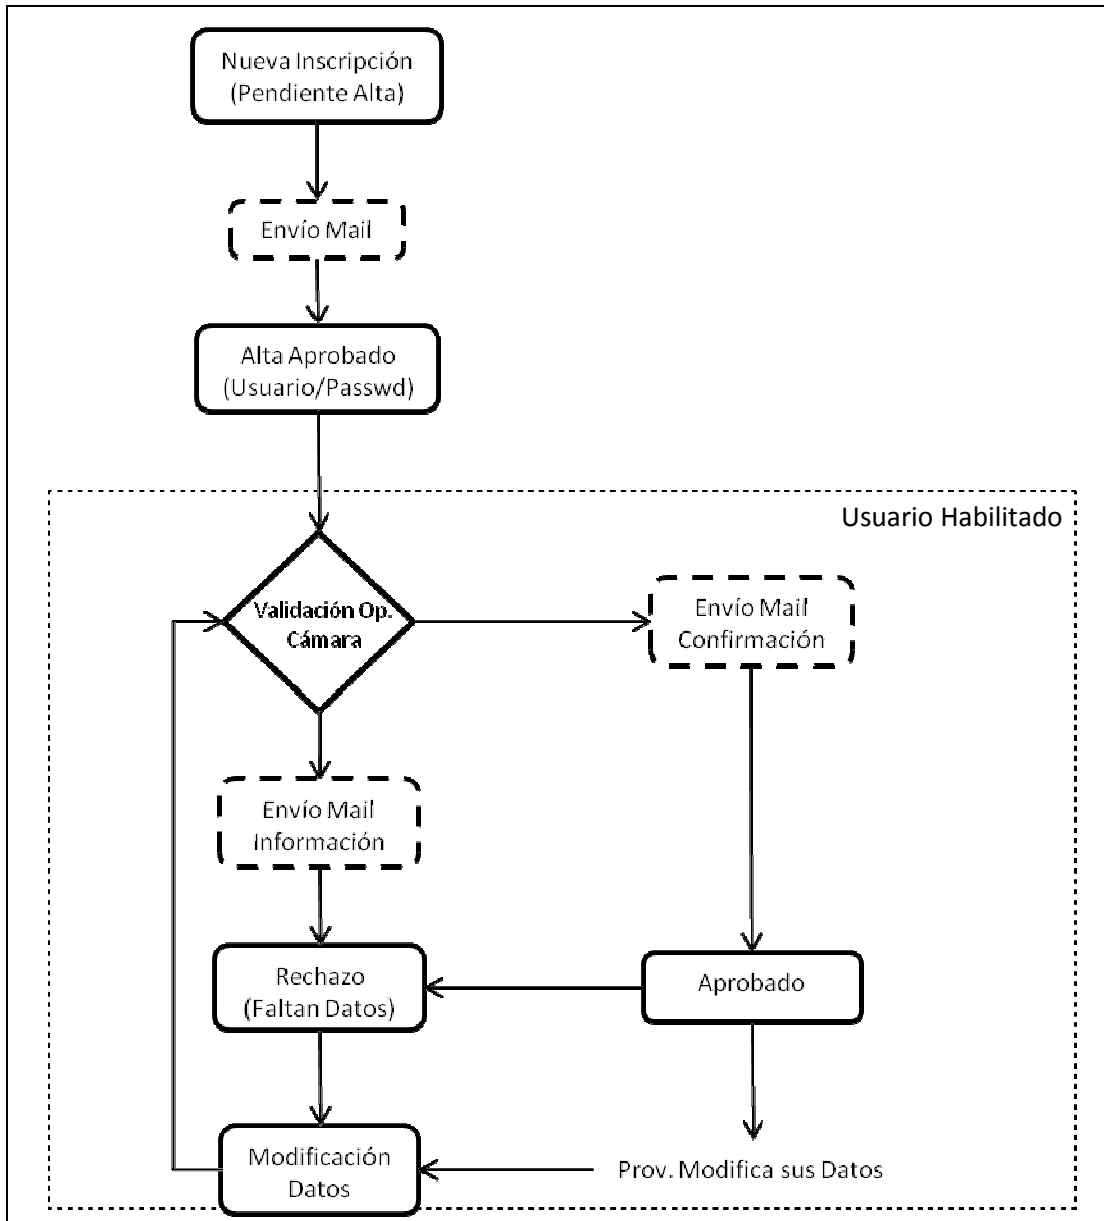 Nueva Inscripción
(Pendiente Alta)
Envío Mail
Alta Aprobado
(Usuario/Passwd)
Usuario Habilitado
Validación Op.
Cámara
Envío Mail
Confirmación
Envío Mail
Información
Rechazo
(Faltan Datos)
Aprobado
Modificación
Datos
Prov. Modifica sus Datos